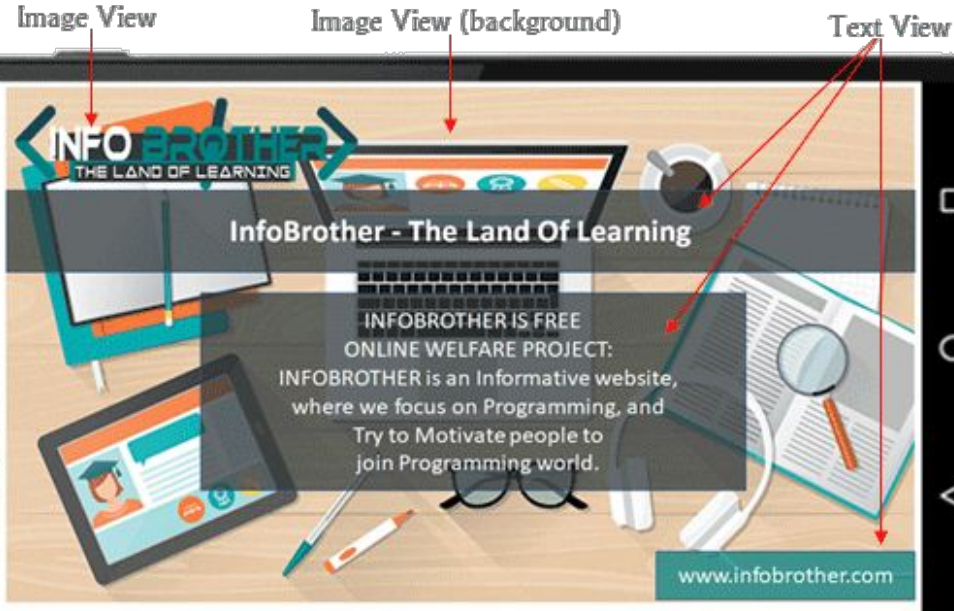 Image View
Image View (background)
Text View
INFO BROTHER
THE LAND OF LEARNING
InfoBrother - The Land Of Learning
INFOBROTHER IS FREE
ONLINE WELFARE PROJECT:
INFOBROTHER is an Informative website,
where we focus on Programming, and
Try to Motivate people to
join Programming world.
www.infobrother.com